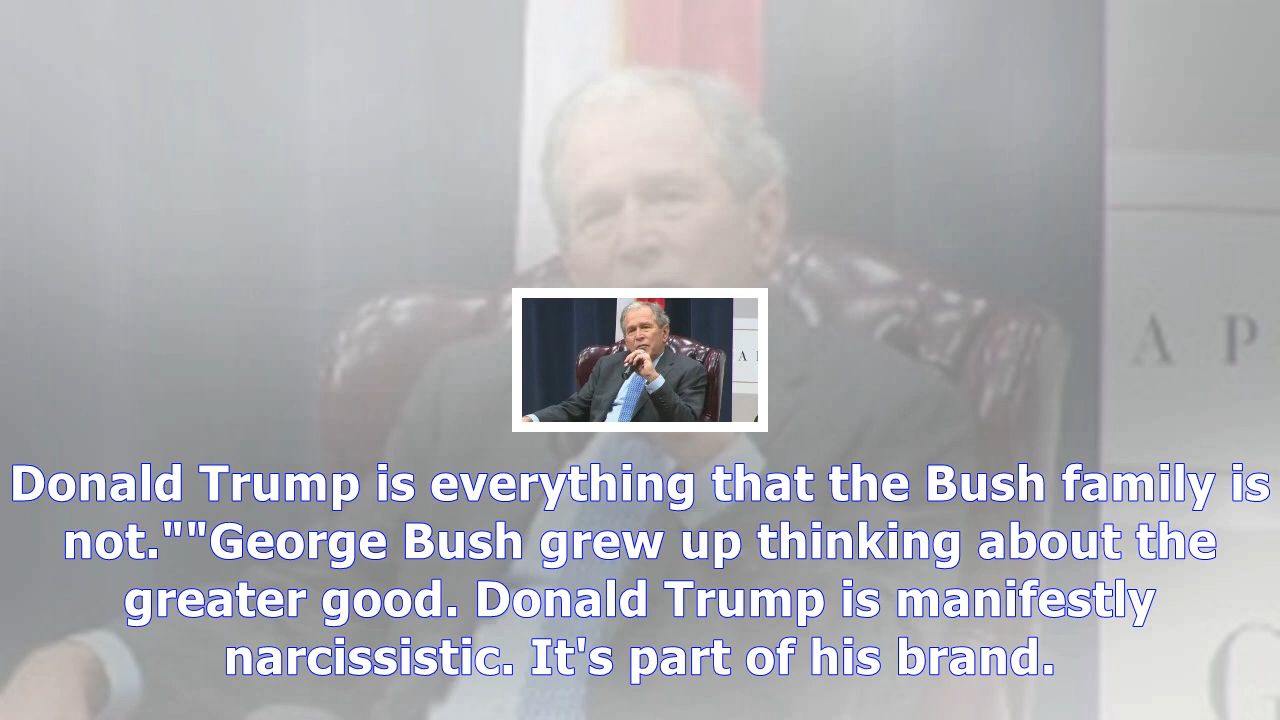 A P
A
Donald Trump is everything that the Bush family is
not.""George Bush grew up thinking about the
greater good. Donald Trump is manifestly
narcissistic. It's part of his brand.